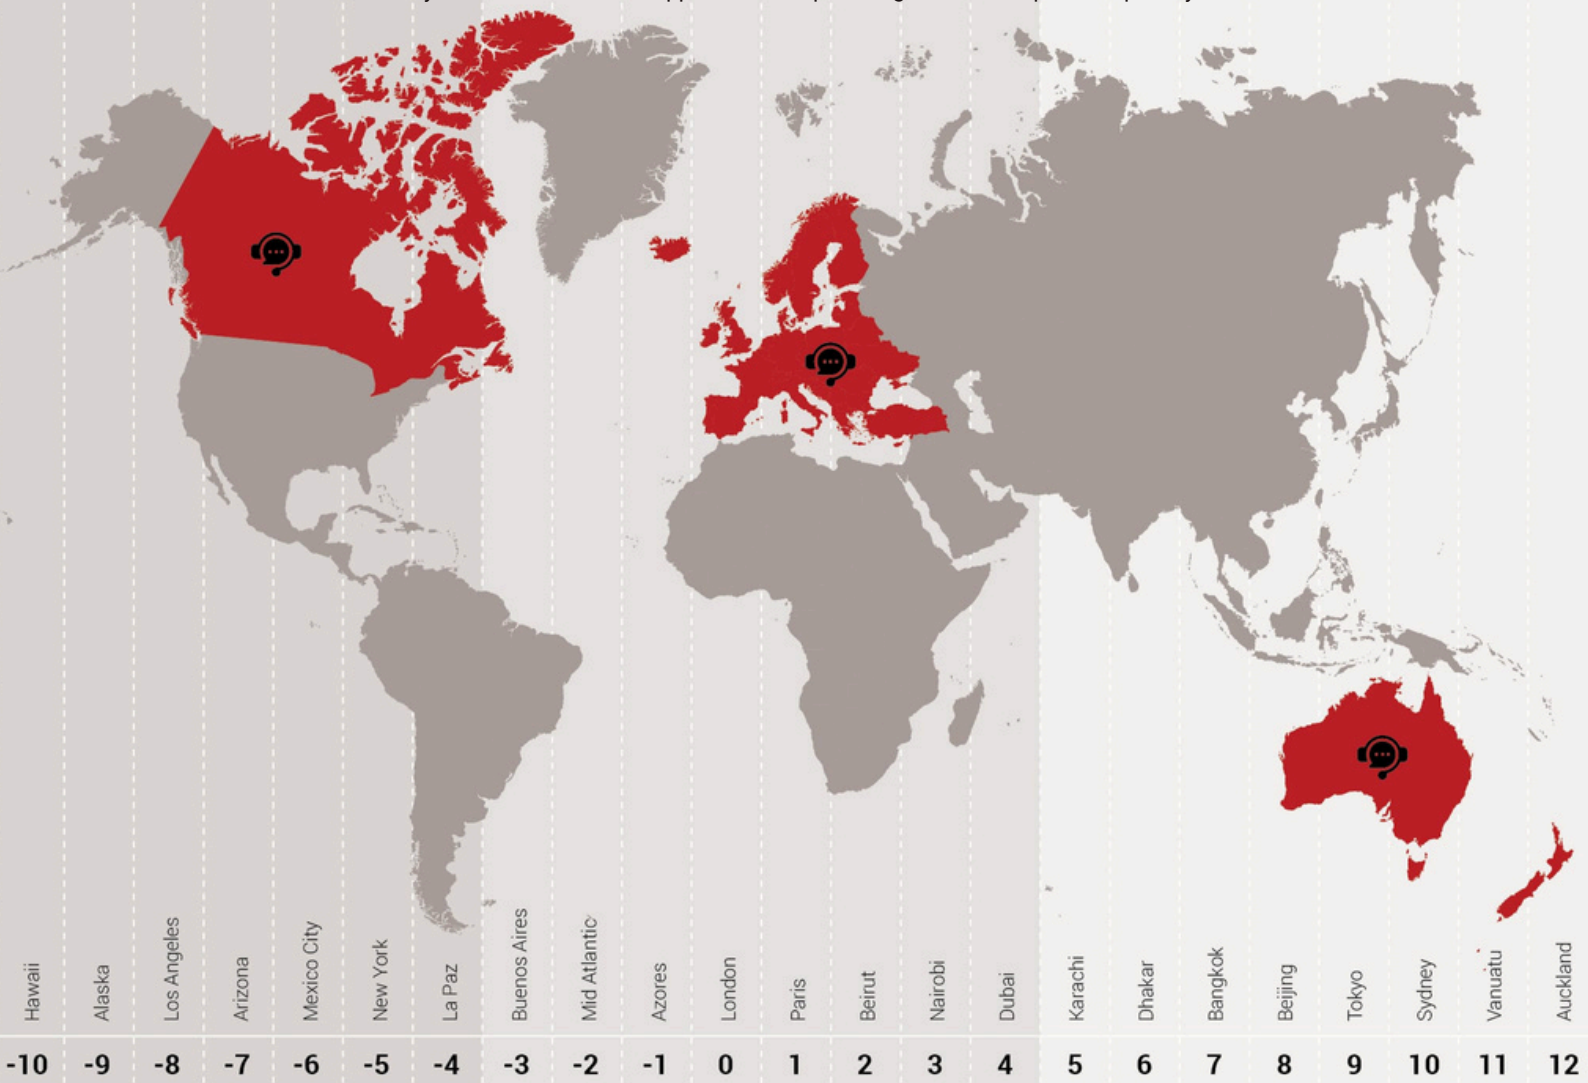 Hawaii
Alaska
Los Angeles
Arizona
Mexico City
New York
La Paz
Buenos Aires
Mid Atlantic
Azores
London
Paris
Beirut
Nairobi
Dubai
Karachi
Dhakar
Bangkok
Beijing
Tokyo
Sydney
Vanuatu
Auckland
-10 -9 -8 -7 -6 -5 -4 -3 -2 -1 0 1 2 3 4 5 6 7 8 9 10 11 12